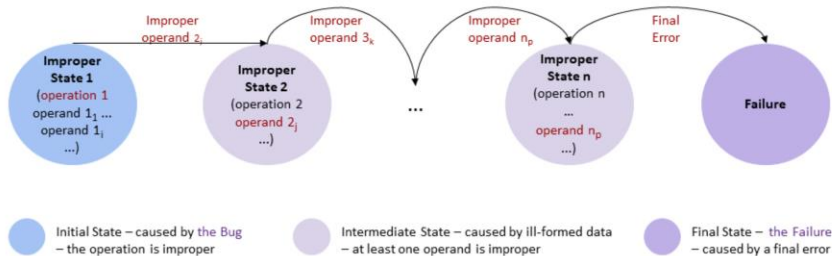 Improper
operand 2ⱼ
Improper
operand 3ₖ
Improper
operand nₚ
Final
Error
Improper
State 1
(operation 1
operand 1₁ ...
operand 1ᵢ
...)
Improper
State 2
(operation 2
operand 2ⱼ
...)
...
Improper
State n
(operation n
...
operand nₚ
...)
Failure
Initial State – caused by the Bug
– the operation is improper
Intermediate State – caused by ill-formed data
– at least one operand is improper
Final State – the Failure
– caused by a final error